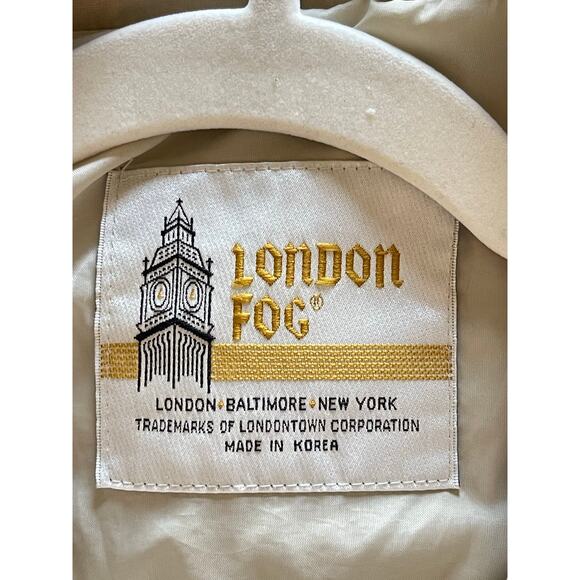 LONDON
FOG®
LONDON♦BALTIMORE♦NEW YORK
TRADEMARKS OF LONDONTOWN CORPORATION
MADE IN KOREA